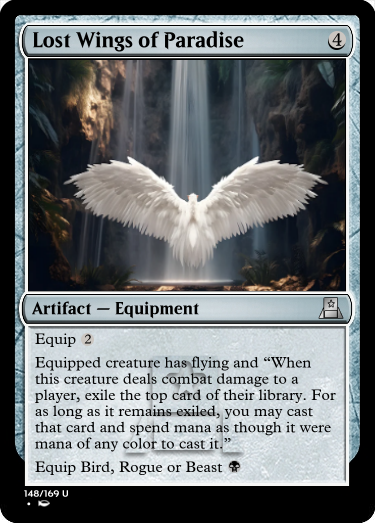 Lost Wings of Paradise 4
Artifact — Equipment
Equip 2
Equipped creature has flying and “When
this creature deals combat damage to a
player, exile the top card of their library. For
as long as it remains exiled, you may cast
that card and spend mana as though it were
mana of any color to cast it.”
Equip Bird, Rogue or Beast
148/169 U